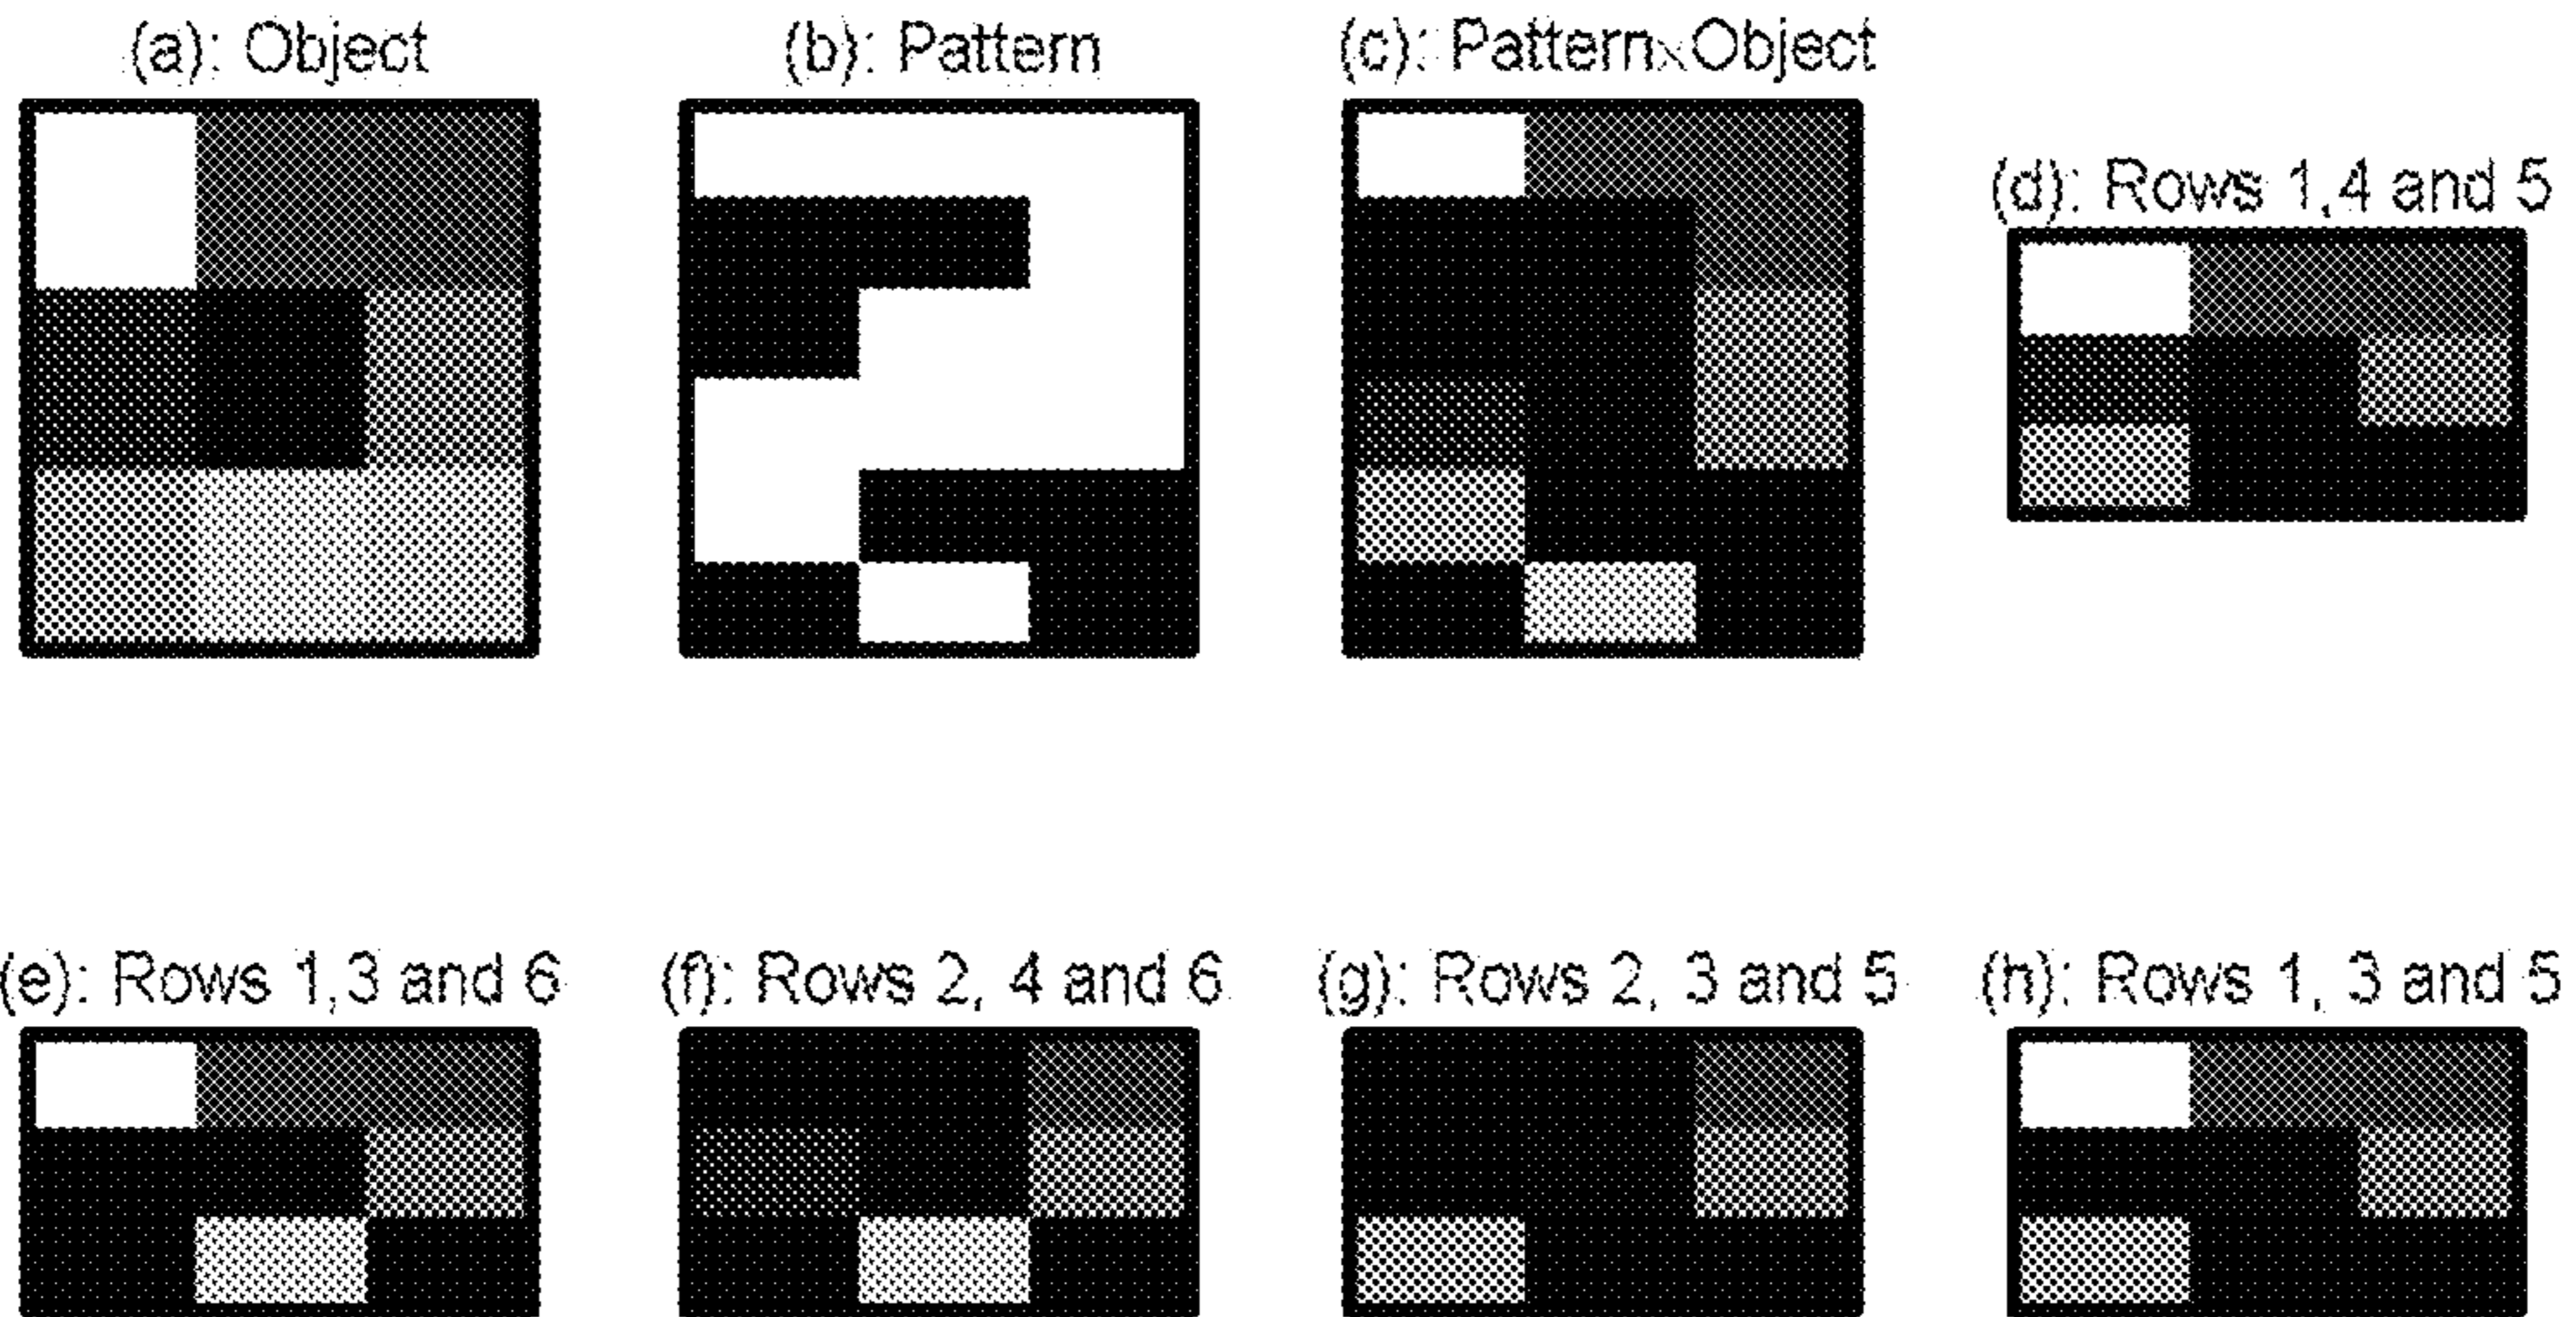 (a): Object
(b): Pattern
(c): Pattern×Object
(d): Rows 1,4 and 5
(e): Rows 1,3 and 6
(f): Rows 2, 4 and 6
(g): Rows 2, 3 and 5
(h): Rows 1, 3 and 5